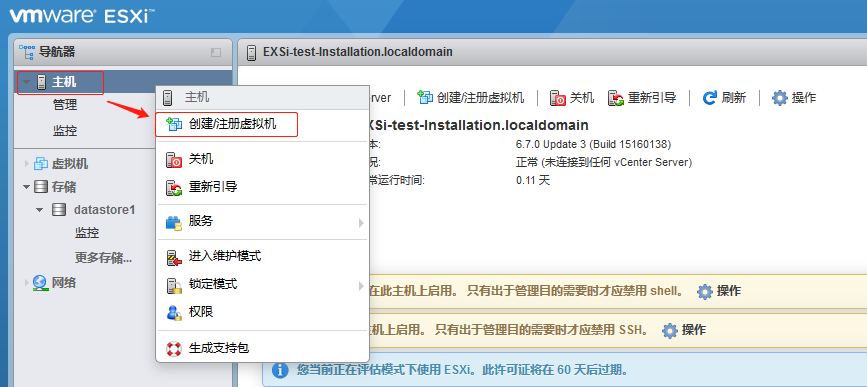 vmware ESXi
导航器
主机
管理
监控
虚拟机
存储
datastore1
监控
更多存储...
网络
主机
创建/注册虚拟机
关机
重新引导
服务
进入维护模式
锁定模式
权限
生成支持包
EXSi-test-Installation.localdomain
创建/注册虚拟机 关机 重新引导 刷新 操作
XSi-test-Installation.localdomain
本: 6.7.0 Update 3 (Build 15160138)
况: 正常 (未连接到任何 vCenter Server)
常运行时间: 0.11 天
在此主机上启用。 只有出于管理目的需要时才应禁用 shell。 操作
机上启用。 只有出于管理目的需要时才应禁用 SSH。 操作
您当前正在评估模式下使用 ESXi。此许可证将在 60 天后过期。